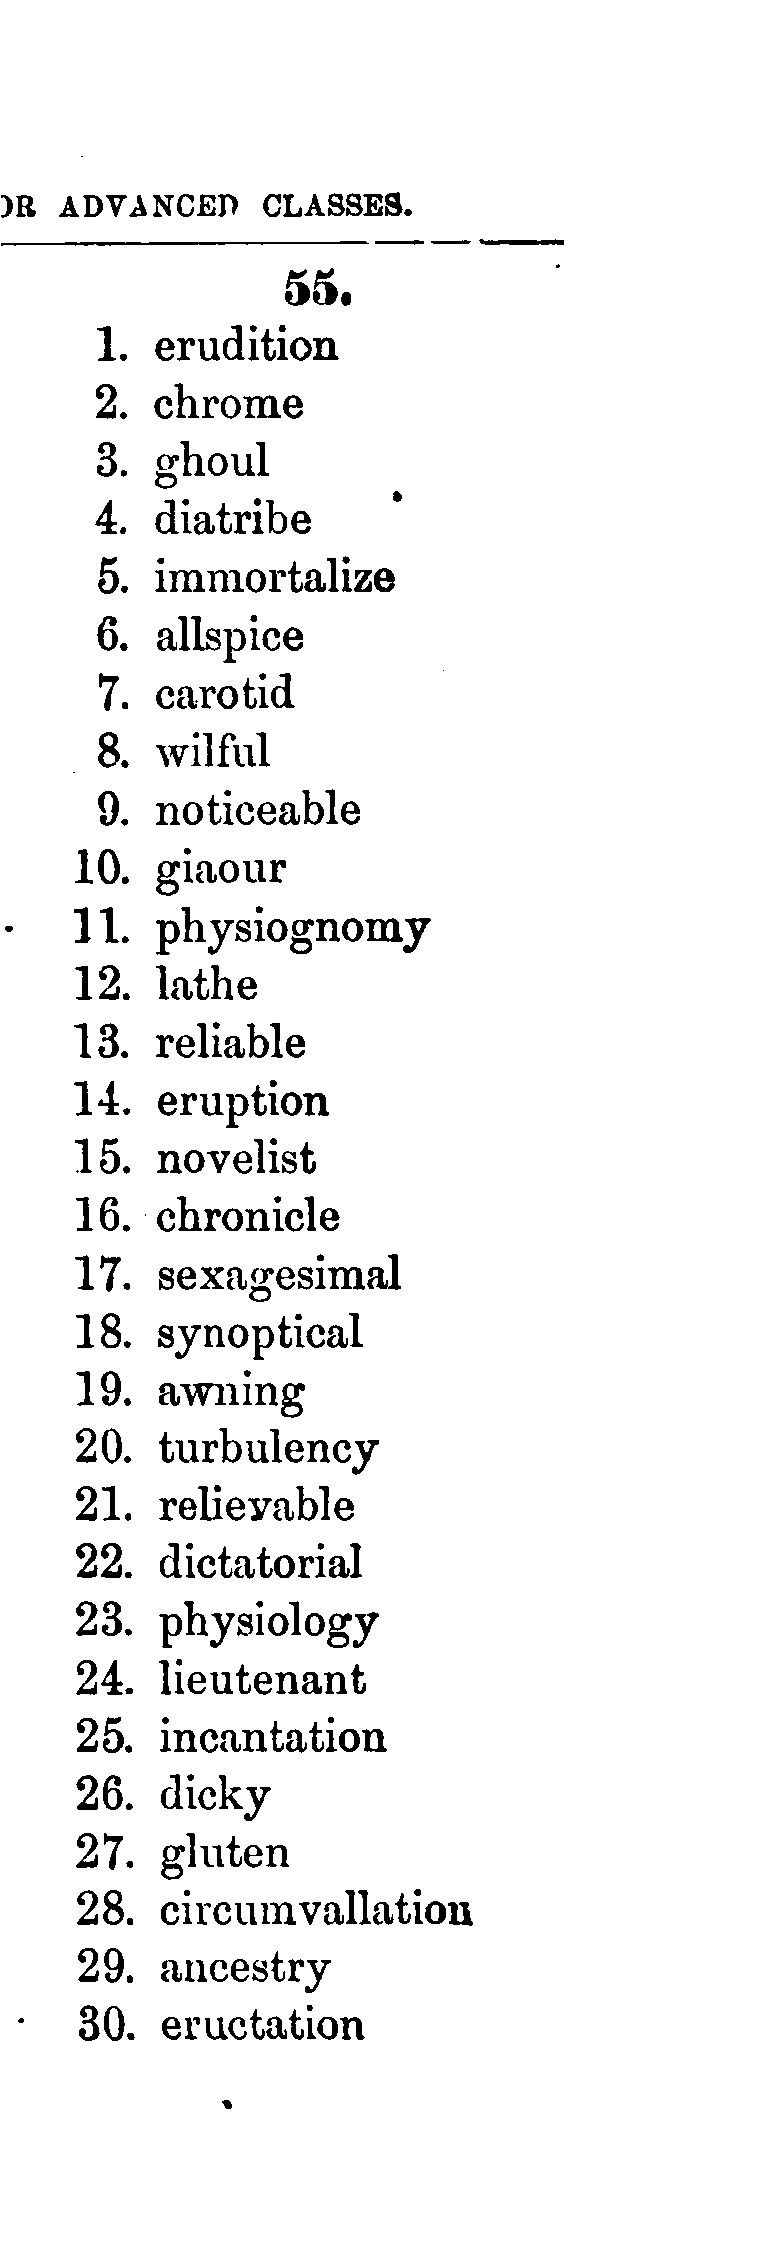 OR ADVANCED CLASSES.
55.
1. erudition
2. chrome
3. ghoul
4. diatribe
5. immortalize
6. allspice
7. carotid
8. wilful
9. noticeable
10. giaour
11. physiognomy
12. lathe
13. reliable
14. eruption
15. novelist
16. chronicle
17. sexagesimal
18. synoptical
19. awning
20. turbulency
21. relievable
22. dictatorial
23. physiology
24. lieutenant
25. incantation
26. dicky
27. gluten
28. circumvallation
29. ancestry
30. eructation